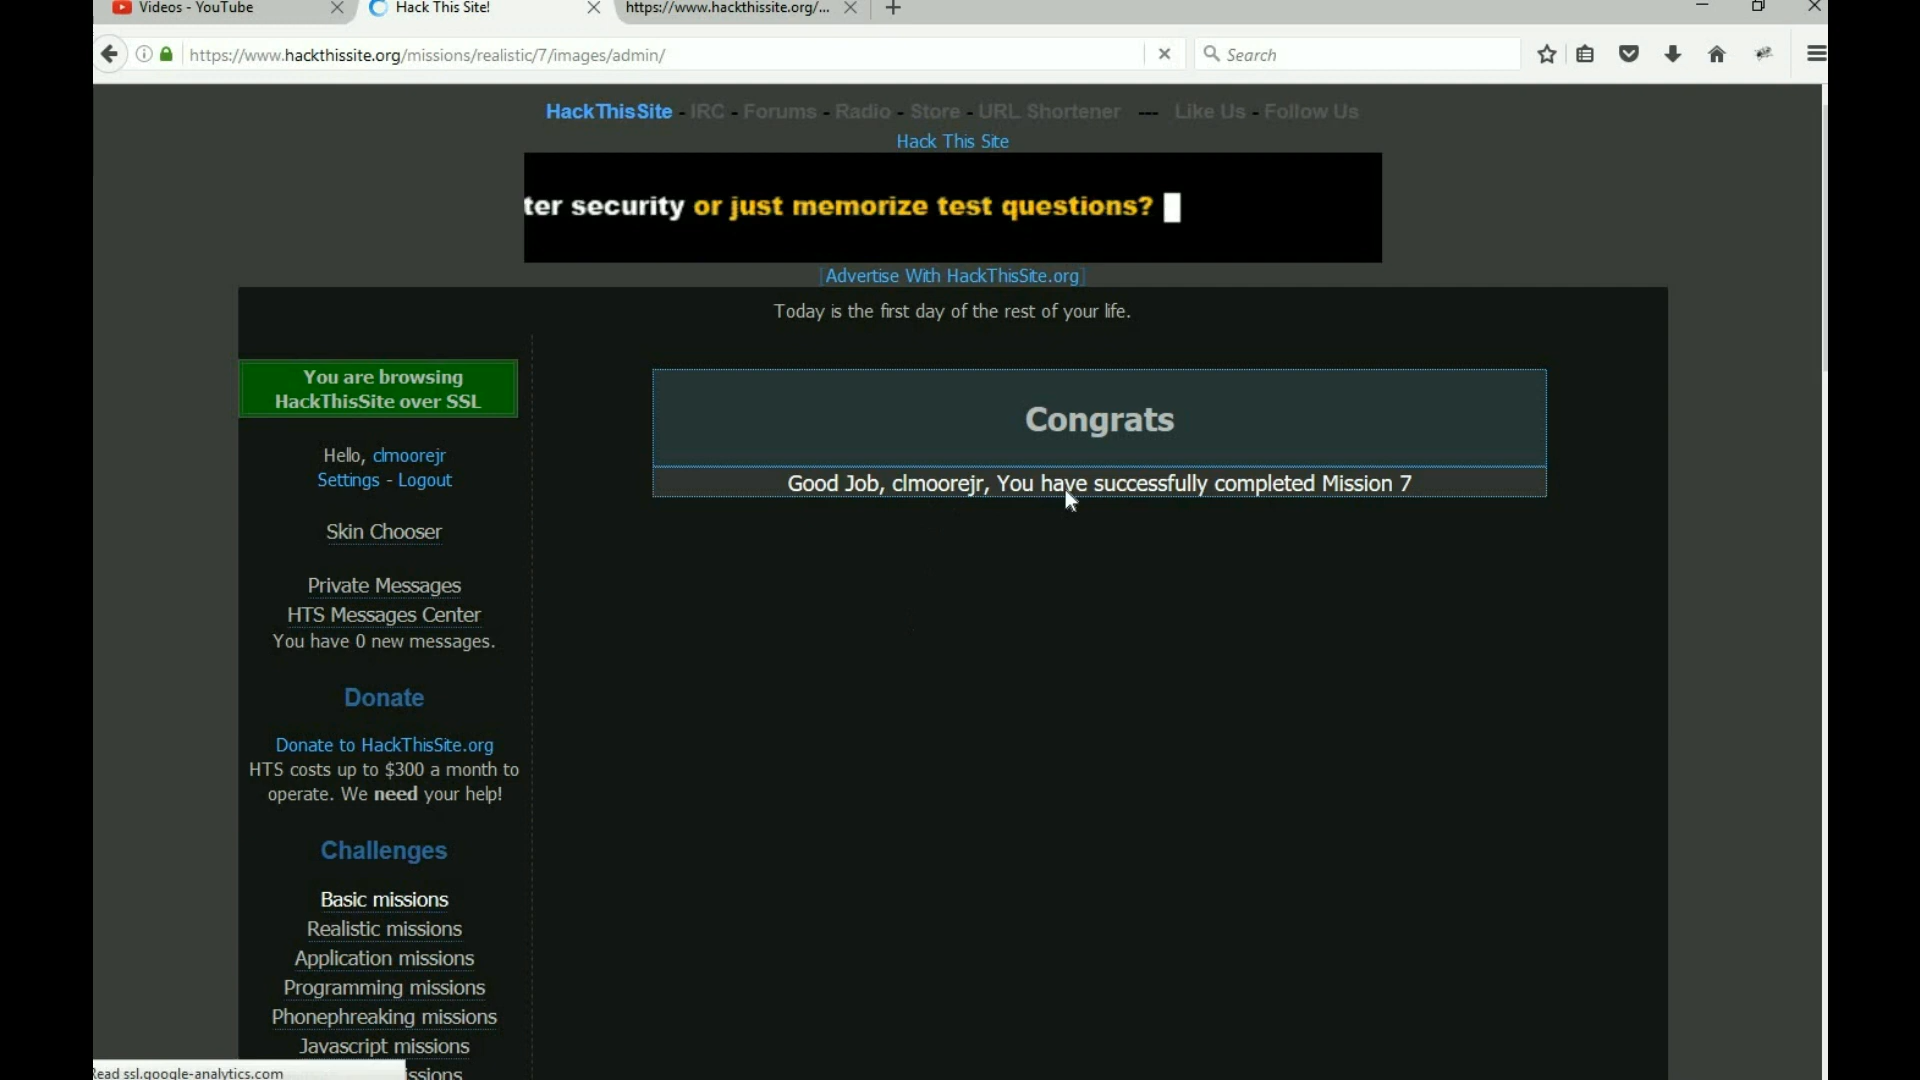 Videos - YouTube
Hack This Site!
https://www.hackthissite.org/...
https://www.hackthissite.org/missions/realistic/7/images/admin/
Search
HackThisSite - IRC - Forums - Radio - Store - URL Shortener --- Like Us - Follow Us
Hack This Site
ter security or just memorize test questions?
[Advertise With HackThisSite.org]
Today is the first day of the rest of your life.
You are browsing
HackThisSite over SSL
Congrats
Good Job, clmoorejr, You have successfully completed Mission 7
Hello, clmoorejr
Settings - Logout
Skin Chooser
Private Messages
HTS Messages Center
You have 0 new messages.
Donate
Donate to HackThisSite.org
HTS costs up to $300 a month to
operate. We need your help!
Challenges
Basic missions
Realistic missions
Application missions
Programming missions
Phonephreaking missions
Javascript missions
Read ssl.google-analytics.com
issions